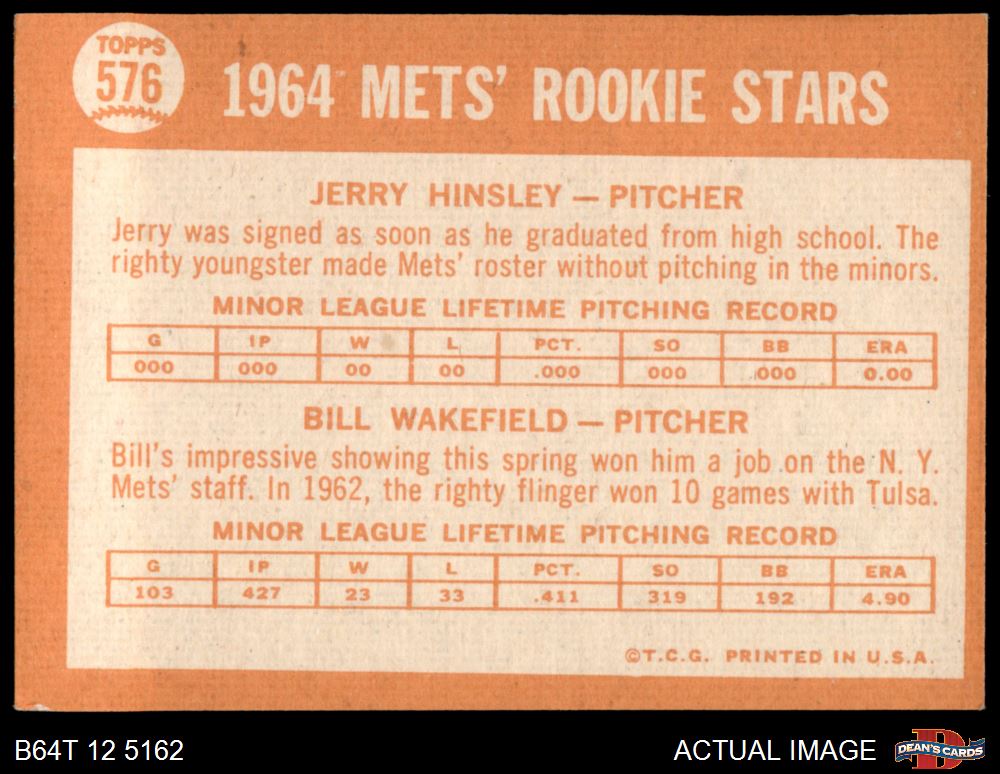 TOPPS
576
1964 METS' ROOKIE STARS
JERRY HINSLEY — PITCHER
Jerry was signed as soon as he graduated from high school. The
righty youngster made Mets' roster without pitching in the minors.
MINOR LEAGUE LIFETIME PITCHING RECORD
G IP W L PCT. SO BB ERA
000 000 00 00 .000 000 .000 0.00
BILL WAKEFIELD — PITCHER
Bill's impressive showing this spring won him a job on the N. Y.
Mets' staff. In 1962, the righty flinger won 10 games with Tulsa.
MINOR LEAGUE LIFETIME PITCHING RECORD
G IP W L PCT. SO BB ERA
103 427 23 33 .411 319 192 4.90
©T.C.G. PRINTED IN U.S.A.
B64T 12 5162
ACTUAL IMAGE
DEAN'S CARDS